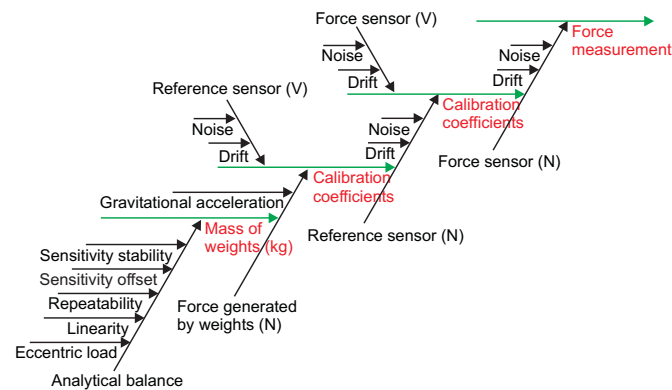 Force sensor (V)
Noise
Drift
Force
measurement
Noise
Drift
Reference sensor (V)
Noise
Drift
Calibration
coefficients
Noise
Drift
Force sensor (N)
Gravitational acceleration
Calibration
coefficients
Reference sensor (N)
Mass of
weights (kg)
Sensitivity stability
Sensitivity offset
Repeatability
Linearity
Eccentric load
Force generated
by weights (N)
Analytical balance